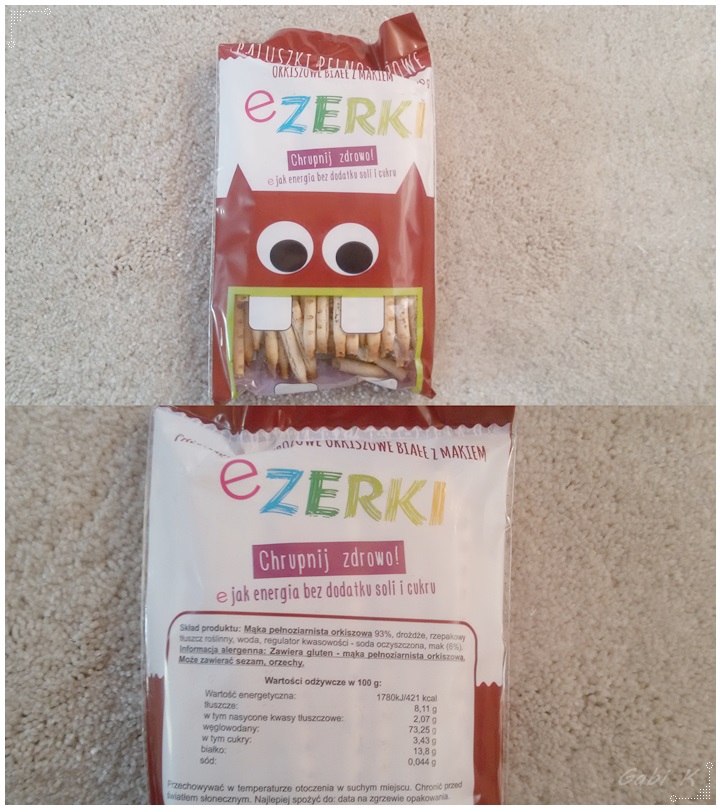 PALUSZKI PEŁNOZIARNOWE
ORKISZOWE BIAŁE Z MAKIEM
eZERKI
Chrupnij zdrowo!
e jak energia bez dodatku soli i cukru
ORKISZOWE BIAŁE Z MAKIEM
eZERKI
Chrupnij zdrowo!
e jak energia bez dodatku soli i cukru
Skład produktu: Mąka pełnoziarnista orkiszowa 93%, drożdże, rzepakowy
tłuszcz roślinny, woda, regulator kwasowości - soda oczyszczona, mak (6%).
Informacja alergenna: Zawiera gluten - mąka pełnoziarnista orkiszowa.
Może zawierać sezam, orzechy.
Wartości odżywcze w 100 g:
Wartość energetyczna: 1780kJ/421 kcal
tłuszcze: 8,11 g
w tym nasycone kwasy tłuszczowe: 2,07 g
węglowodany: 73,25 g
w tym cukry: 3,43 g
białko: 13,8 g
sód: 0,044 g
Przechowywać w temperaturze otoczenia w suchym miejscu. Chronić przed
światłem słonecznym. Najlepiej spożyć do: data na zgrzewie opakowania.
Gabi K